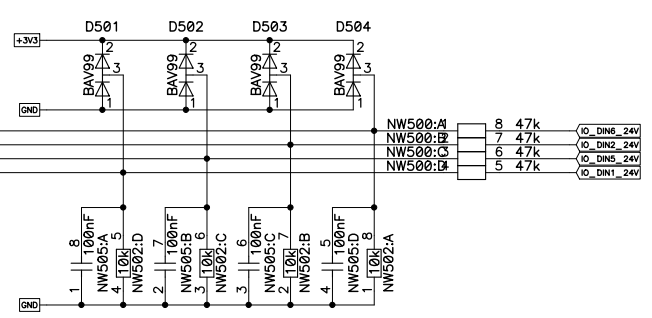 D501 D502 D503 D504
+3V3
2 2 2 2
BAV99 3 BAV99 3 BAV99 3 BAV99 3
1 1 1 1
GND
NW500:A 1 8 47k IO_DIN6_24V
NW500:B 2 7 47k IO_DIN2_24V
NW500:C 3 6 47k IO_DIN5_24V
NW500:D 4 5 47k IO_DIN1_24V
8 100nF 5 7 100nF 6 6 100nF 7 5 100nF 8
10k 10k 10k 10k
1 NW505:A 4 NW502:D 2 NW505:B 3 NW502:C 3 NW505:C 2 NW502:B 4 NW505:D 1 NW502:A
GND